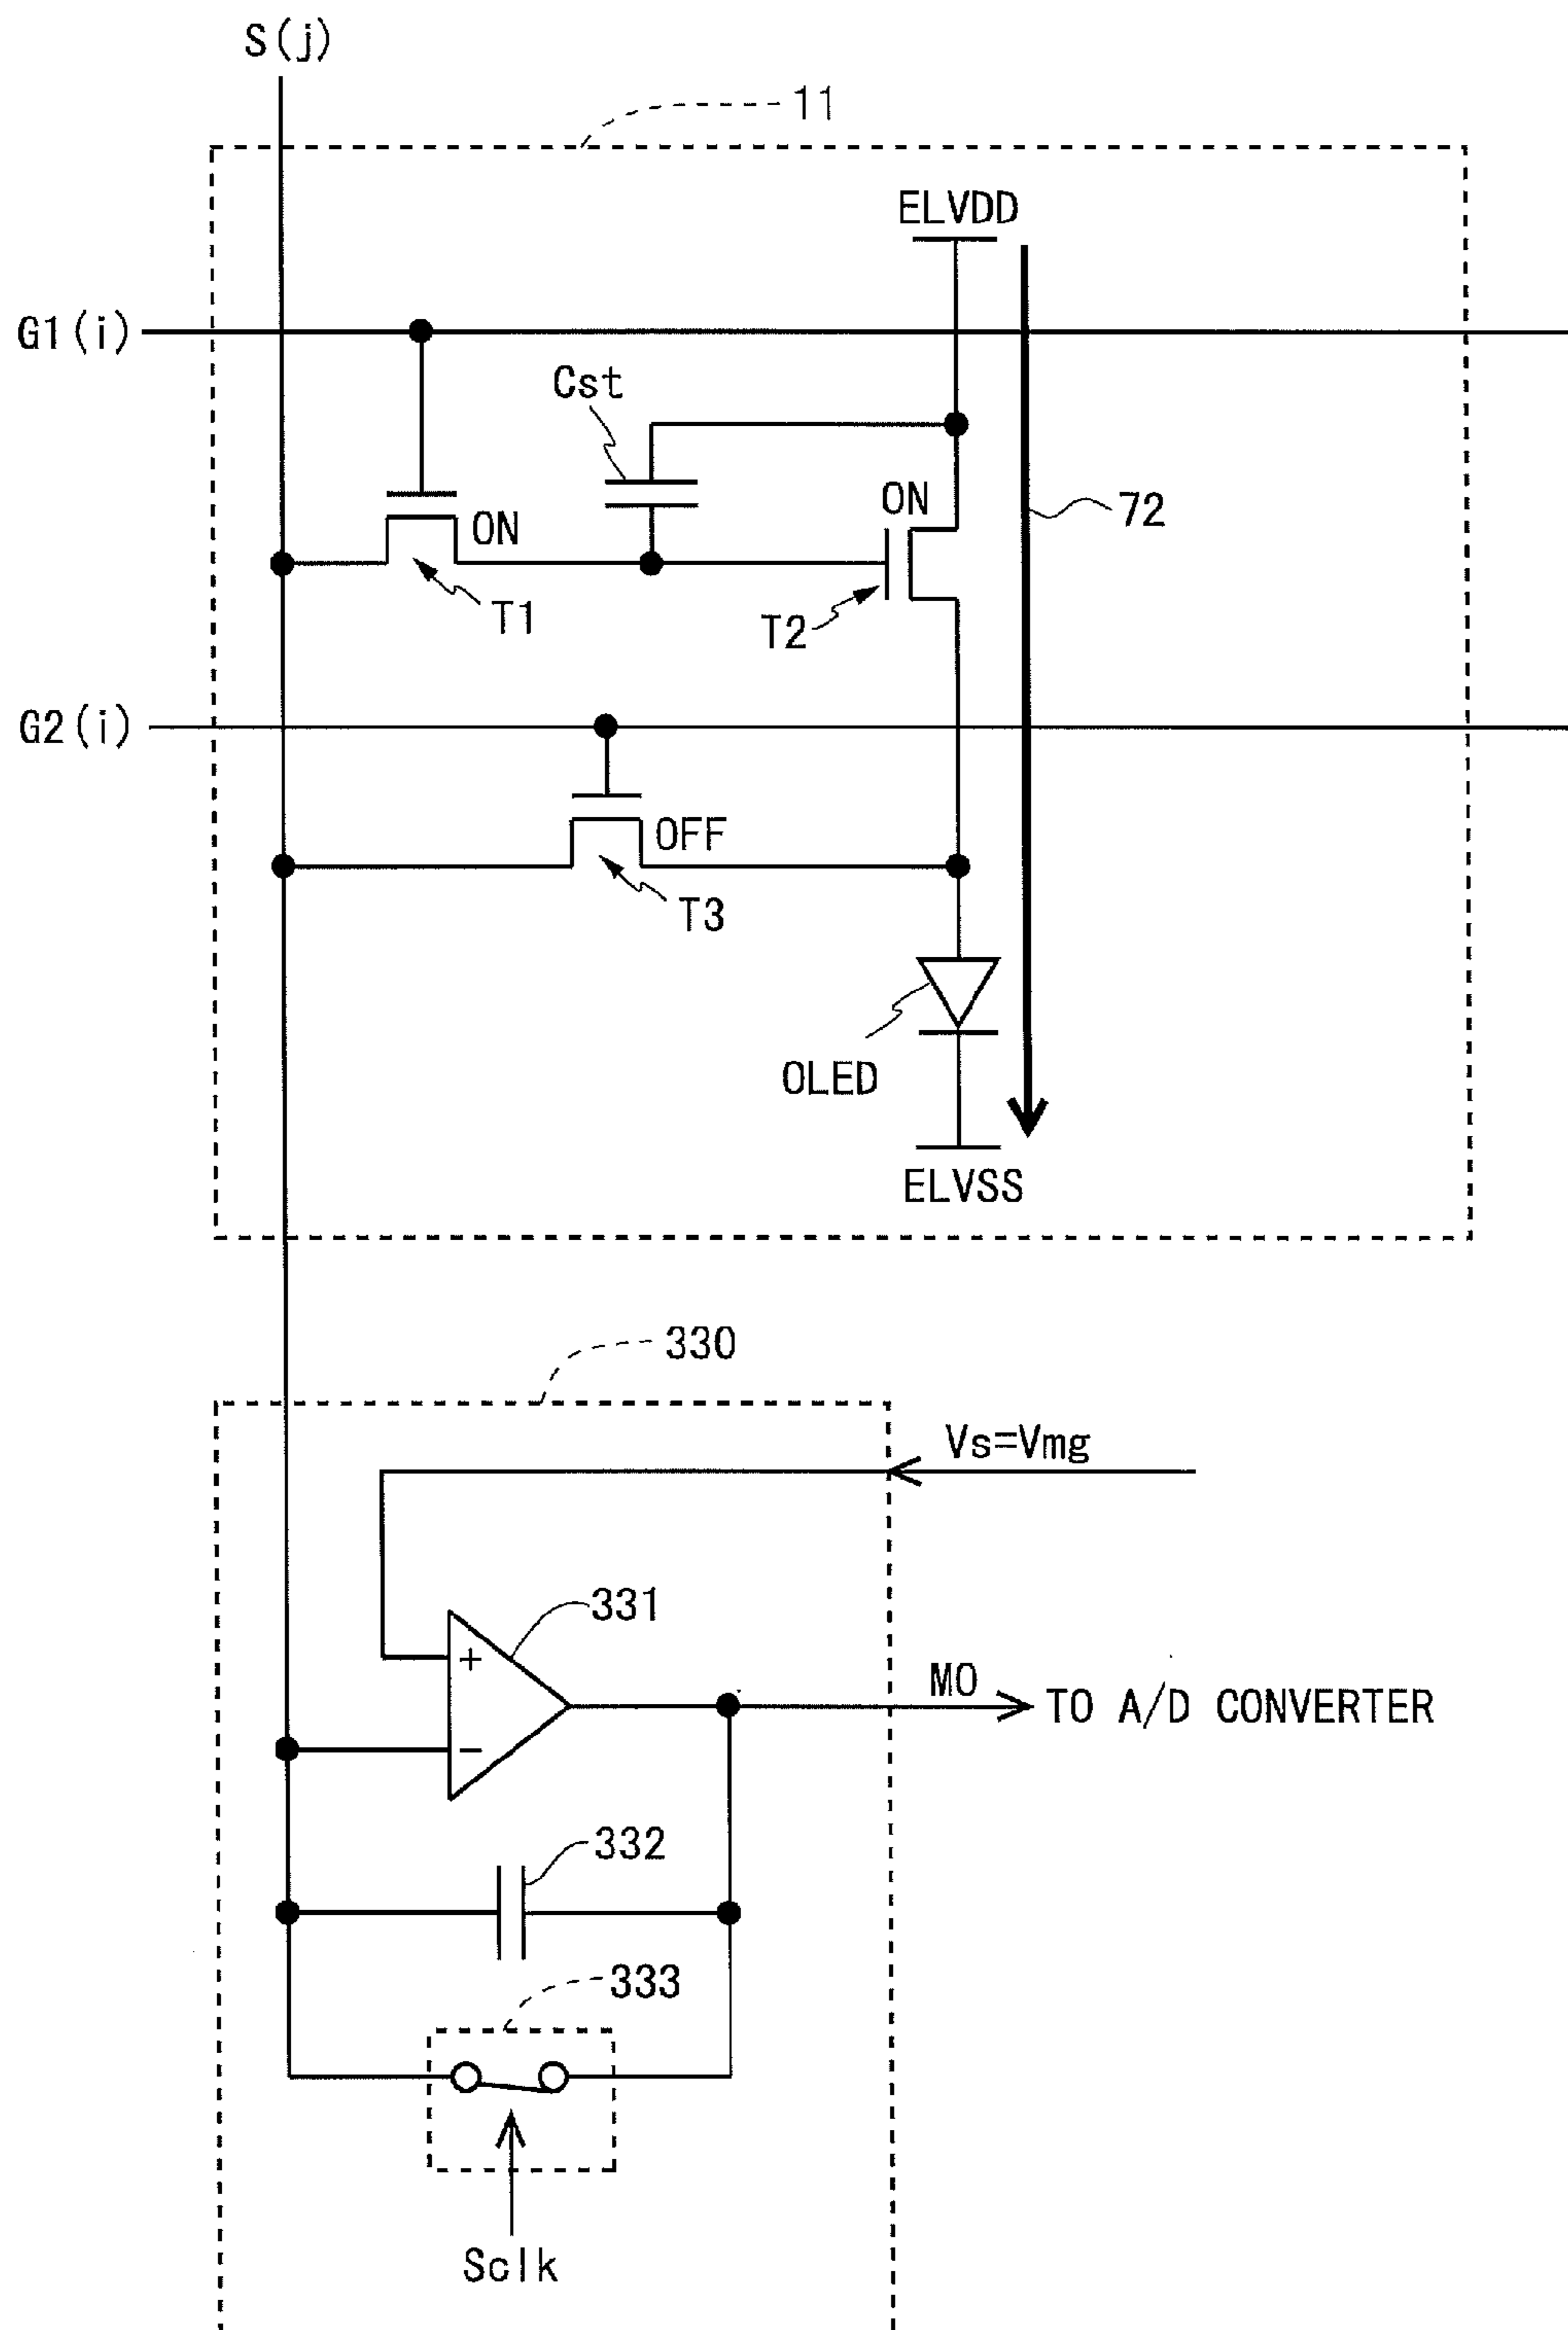 S(j)
11
ELVDD
G1(i)
Cst
ON
72
ON
T1
T2
G2(i)
OFF
T3
OLED
ELVSS
330
Vs=Vmg
331
+
MO
TO A/D CONVERTER
−
332
333
Sclk